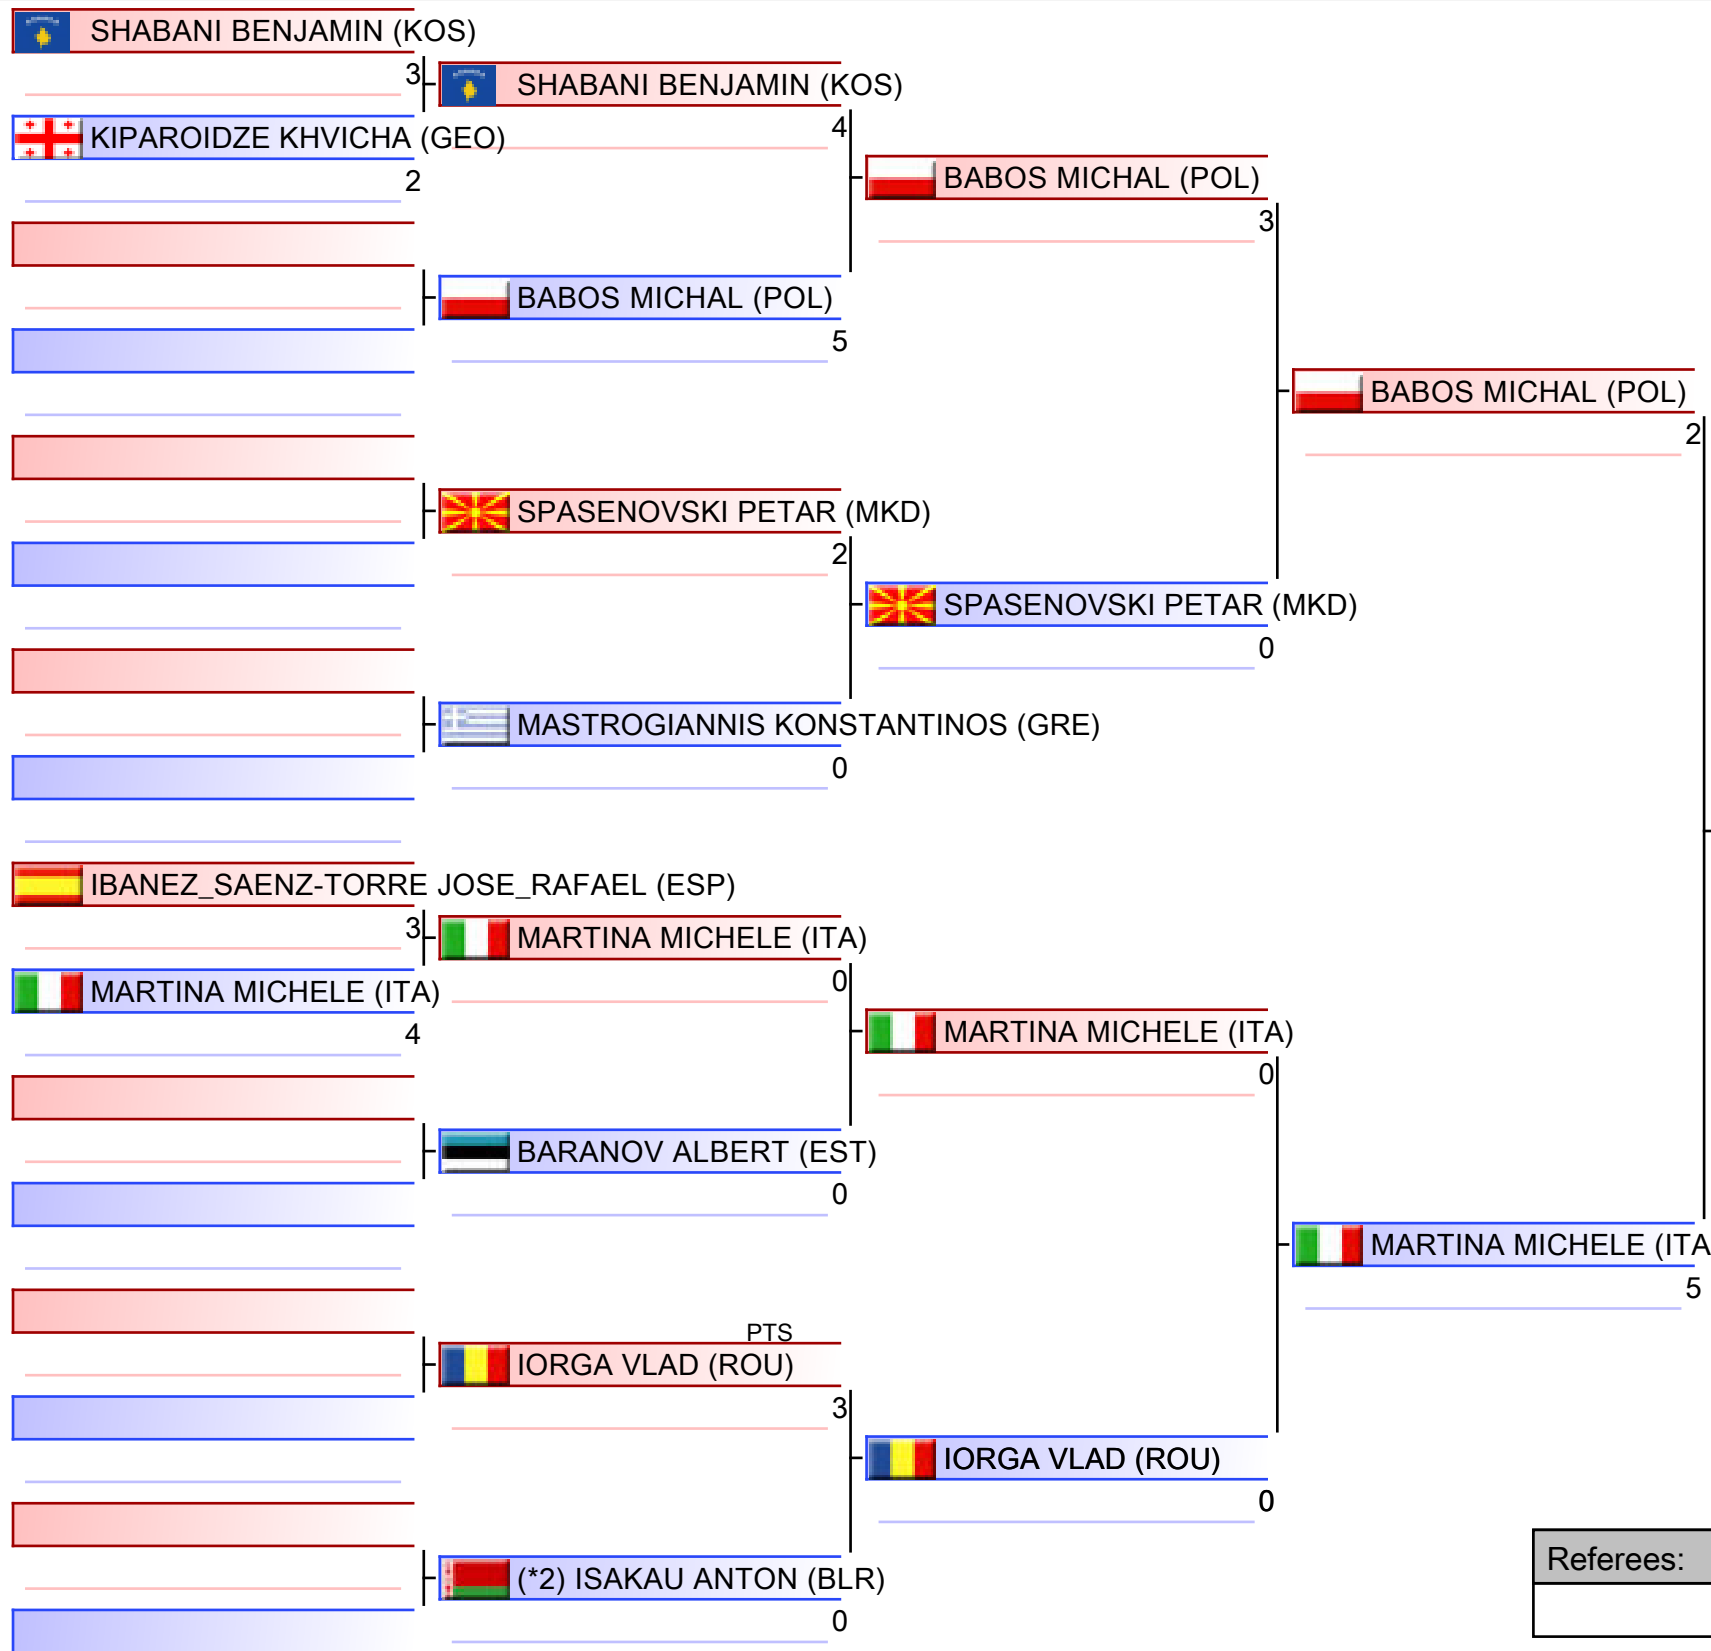 SHABANI BENJAMIN (KOS)
3
SHABANI BENJAMIN (KOS)
4
KIPAROIDZE KHVICHA (GEO)
2
BABOS MICHAL (POL)
3
BABOS MICHAL (POL)
5
BABOS MICHAL (POL)
2
SPASENOVSKI PETAR (MKD)
2
SPASENOVSKI PETAR (MKD)
0
MASTROGIANNIS KONSTANTINOS (GRE)
0
IBANEZ_SAENZ-TORRE JOSE_RAFAEL (ESP)
3
MARTINA MICHELE (ITA)
0
MARTINA MICHELE (ITA)
4
MARTINA MICHELE (ITA)
0
BARANOV ALBERT (EST)
0
MARTINA MICHELE (ITA
5
PTS
IORGA VLAD (ROU)
3
IORGA VLAD (ROU)
0
(*2) ISAKAU ANTON (BLR)
0
Referees: